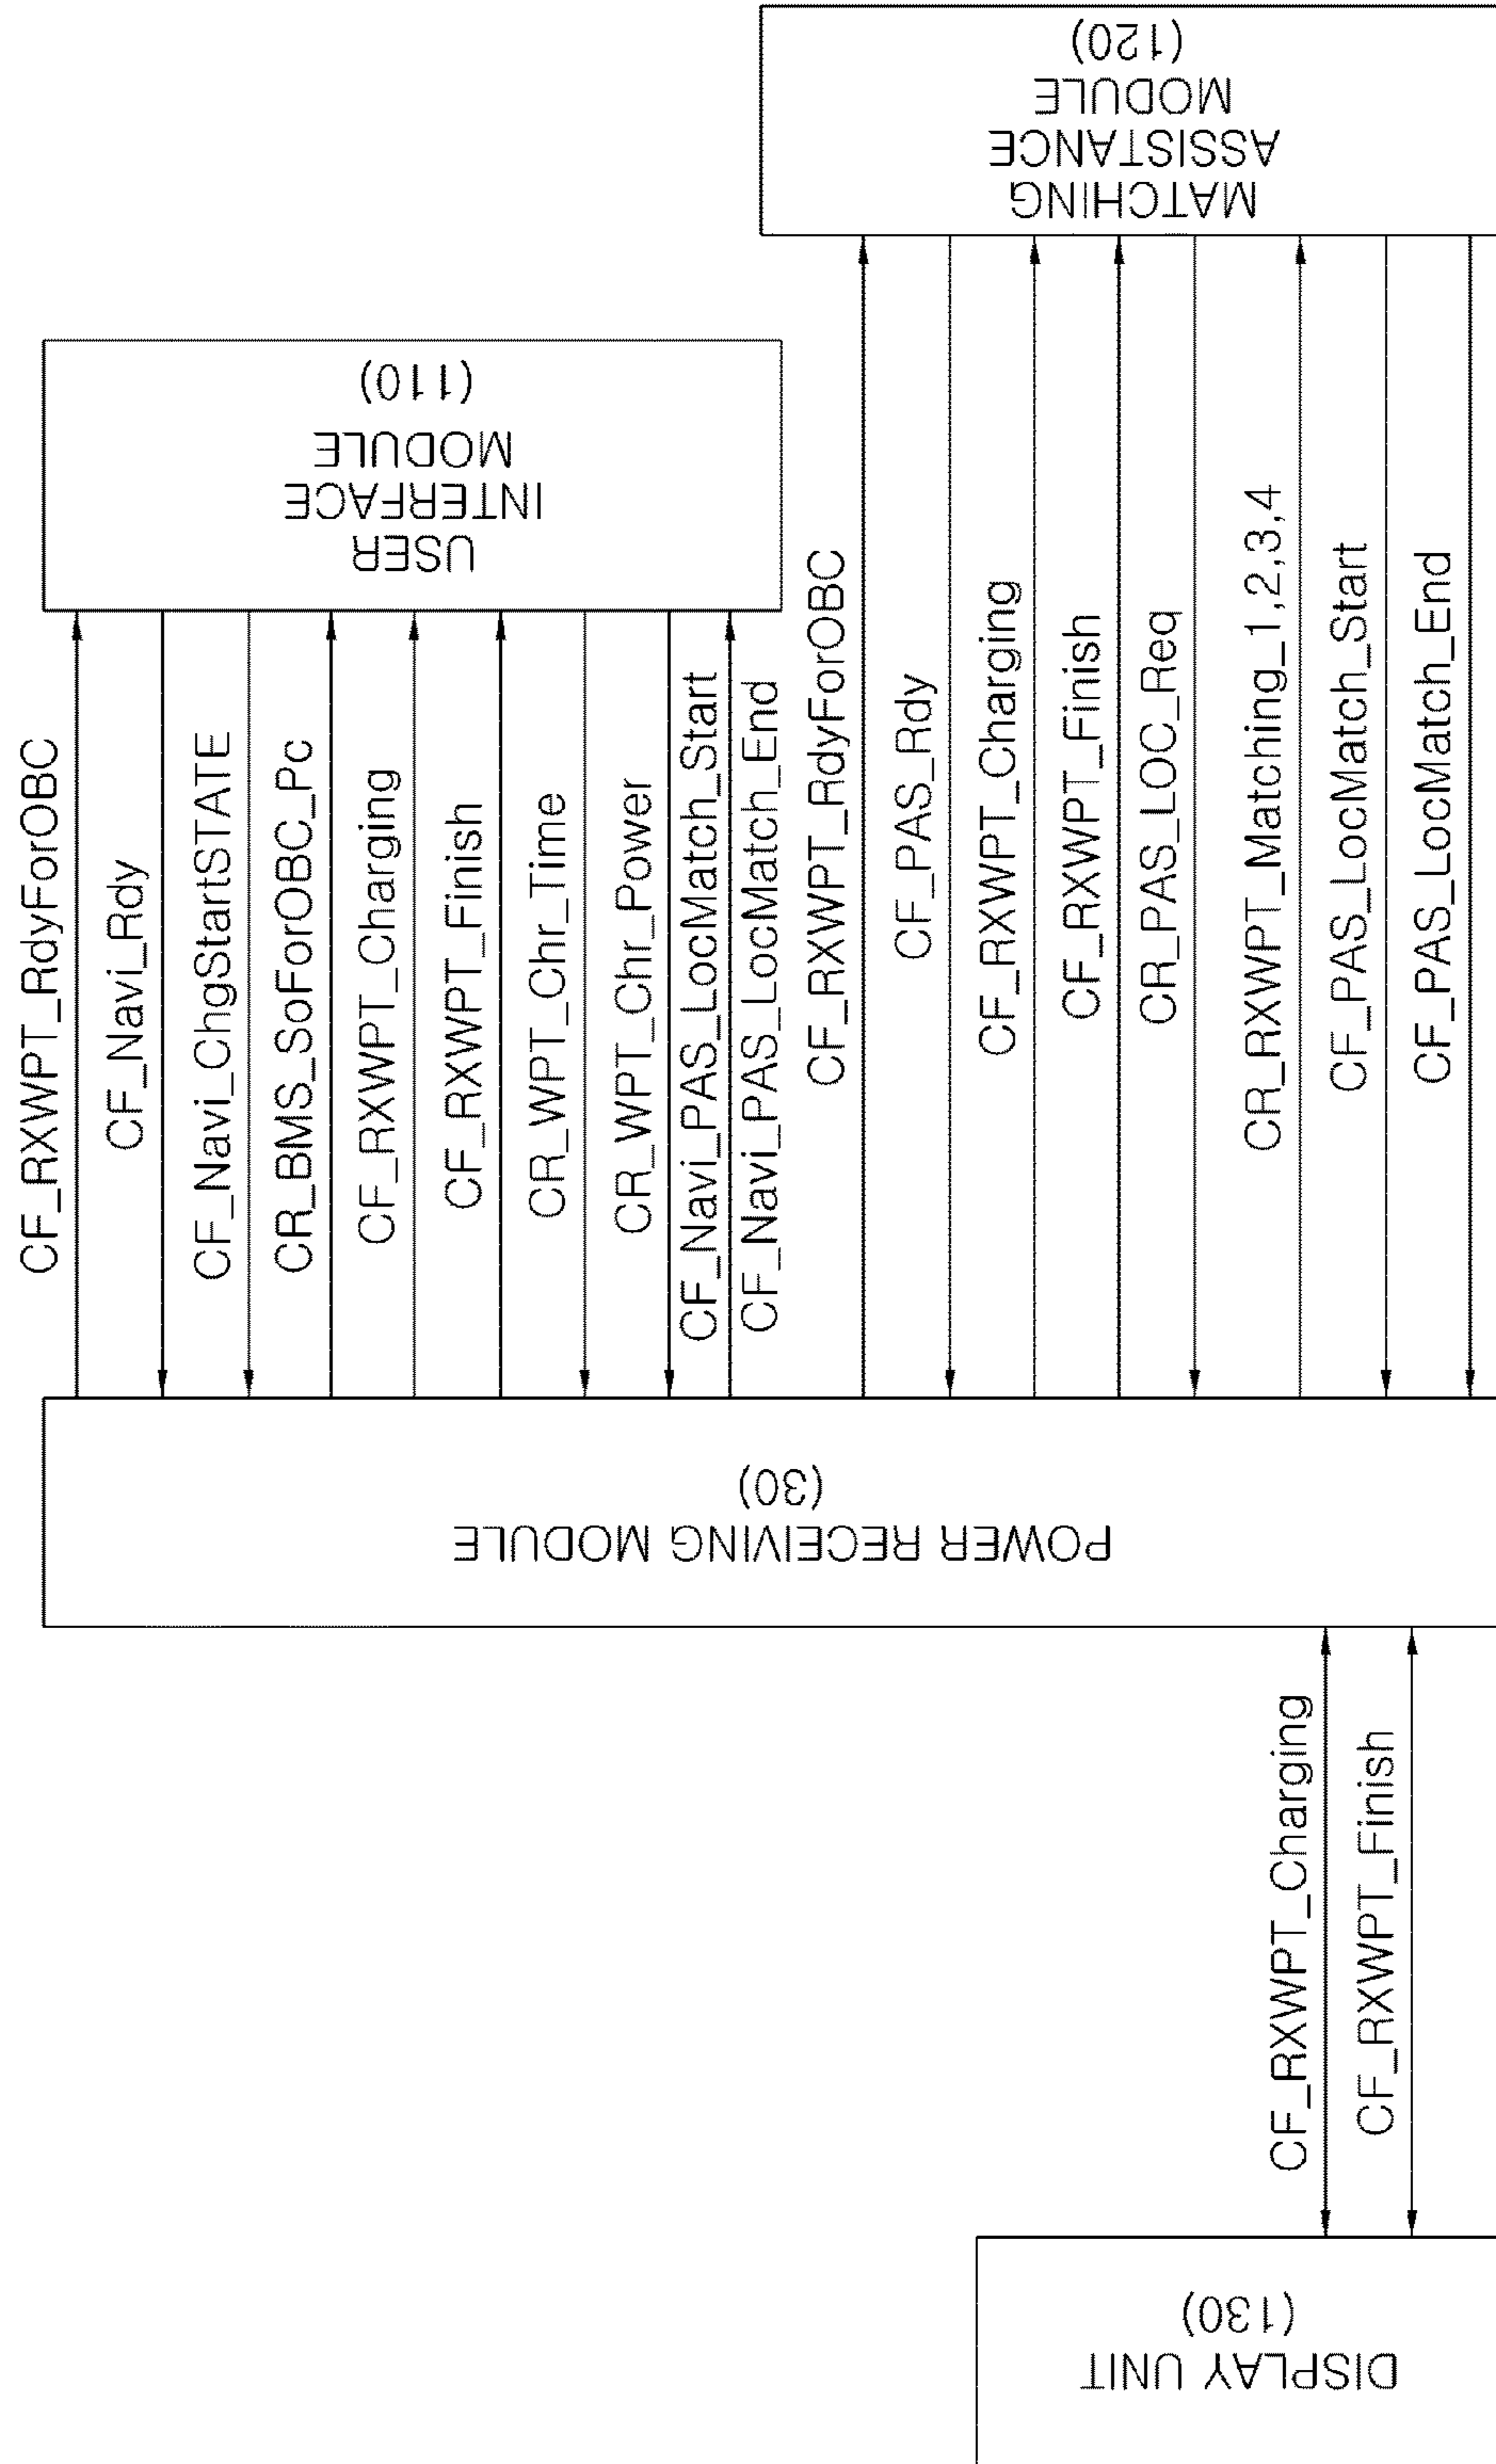 CF_RXWPT_RdyForOBC
CF_Navi_Rdy
CF_Navi_ChgStartSTATE
CR_BMS_SoForOBC_Pc
CF_RXWPT_Charging
CF_RXWPT_Finish
CR_WPT_Chr_Time
CR_WPT_Chr_Power
CF_Navi_PAS_LocMatch_Start
CF_Navi_PAS_LocMatch_End
USER
INTERFACE
MODULE
(110)
CF_RXWPT_RdyForOBC
CF_PAS_Rdy
CF_RXWPT_Charging
CF_RXWPT_Finish
CR_PAS_LOC_Req
CR_RXWPT_Matching_1,2,3,4
CF_PAS_LocMatch_Start
CF_PAS_LocMatch_End
MATCHING
ASSISTANCE
MODULE
(120)
POWER RECEIVING MODULE
(30)
CF_RXWPT_Charging
CF_RXWPT_Finish
DISPLAY UNIT
(130)